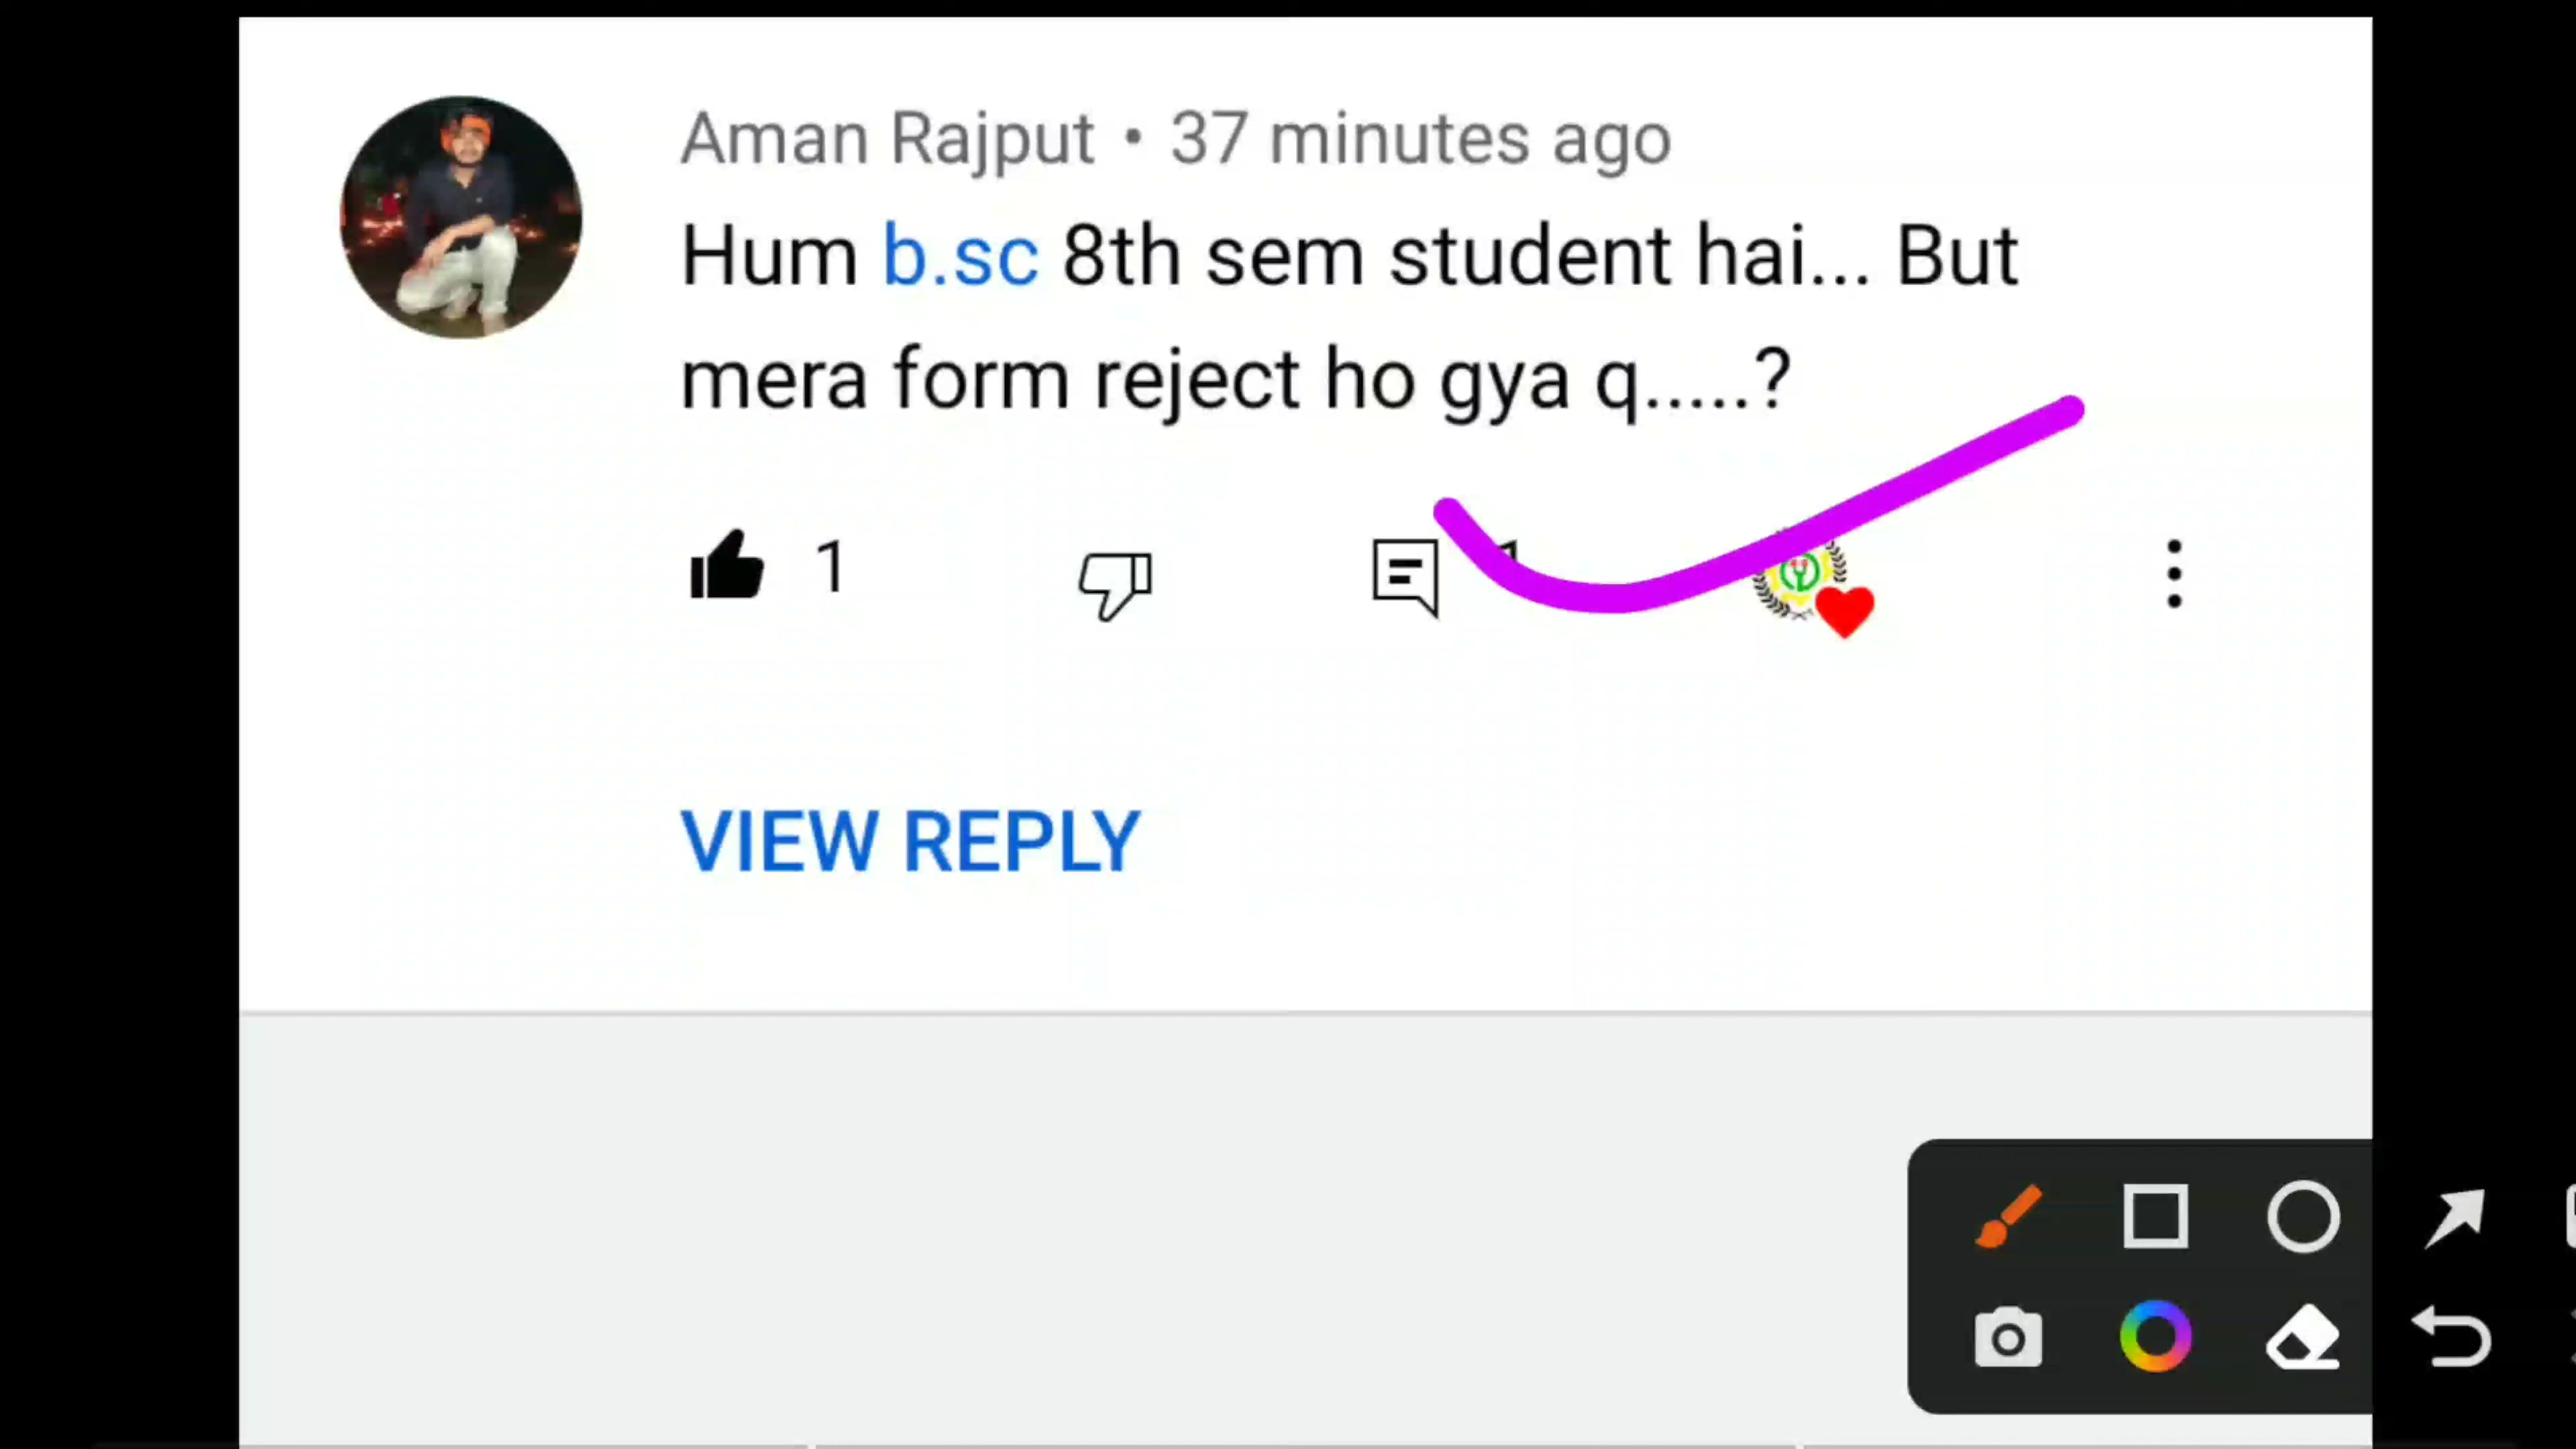 Aman Rajput • 37 minutes ago
Hum b.sc 8th sem student hai... But
mera form reject ho gya q.....?
1
VIEW REPLY